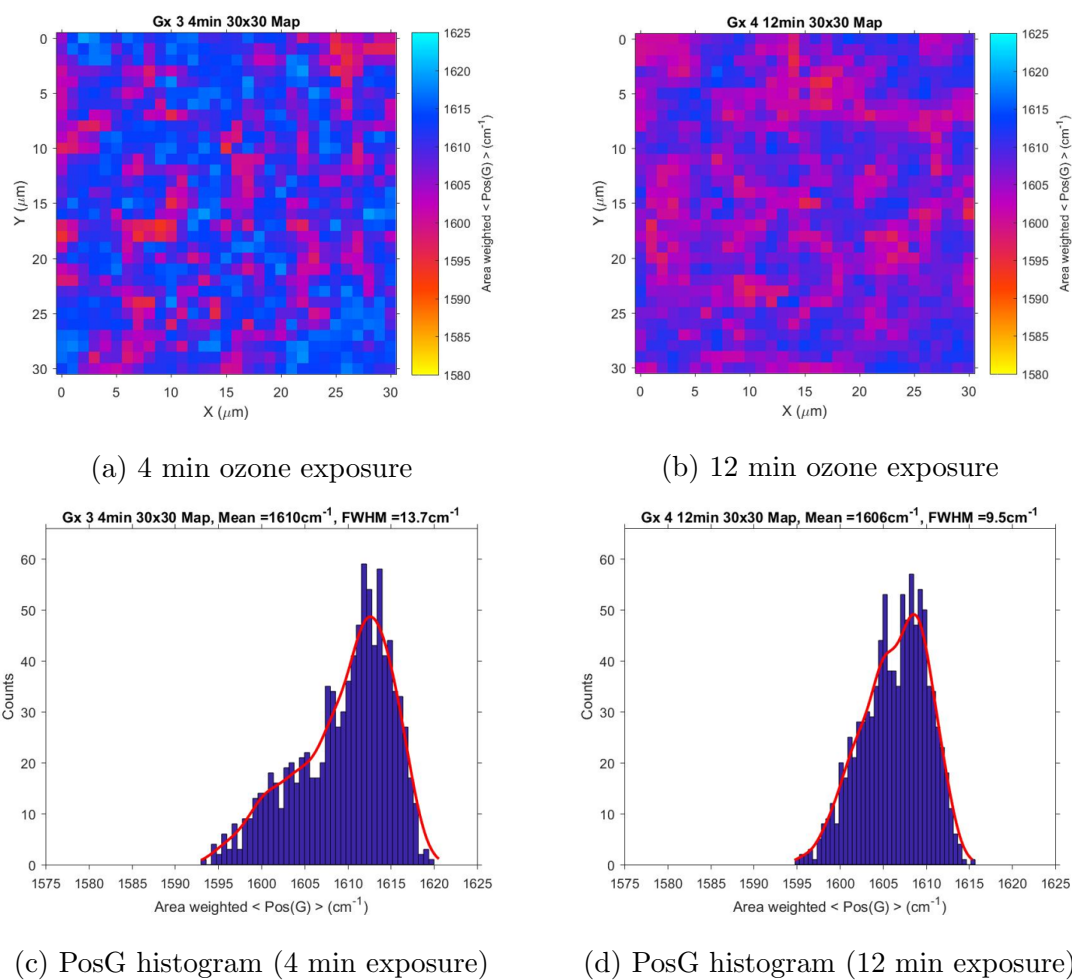 Gx 3 4min 30x30 Map
0
5
10
15
20
25
30
Y (μm)
0 5 10 15 20 25 30
X (μm)
1625
1620
1615
1610
1605
1600
1595
1590
1585
1580
Area weighted < Pos(G) > (cm⁻¹)
(a) 4 min ozone exposure
Gx 4 12min 30x30 Map
0
5
10
15
20
25
30
Y (μm)
0 5 10 15 20 25 30
X (μm)
1625
1620
1615
1610
1605
1600
1595
1590
1585
1580
Area weighted < Pos(G) > (cm⁻¹)
(b) 12 min ozone exposure
Gx 3 4min 30x30 Map, Mean =1610cm⁻¹, FWHM =13.7cm⁻¹
60
50
40
30
20
10
0
Counts
1575 1580 1585 1590 1595 1600 1605 1610 1615 1620 1625
Area weighted < Pos(G) > (cm⁻¹)
(c) PosG histogram (4 min exposure)
Gx 4 12min 30x30 Map, Mean =1606cm⁻¹, FWHM =9.5cm⁻¹
60
50
40
30
20
10
0
Counts
1575 1580 1585 1590 1595 1600 1605 1610 1615 1620 1625
Area weighted < Pos(G) > (cm⁻¹)
(d) PosG histogram (12 min exposure)